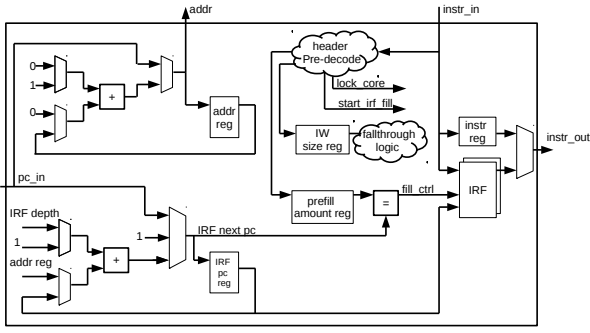 addr
instr_in
header
Pre-decode
0
1
+
lock_core
start_irf_fill
0
addr
reg
IW
size reg
fallthrough
logic
instr
reg
instr_out
pc_in
IRF
prefill
amount reg
=
fill_ctrl
IRF depth
1
1
IRF next pc
addr reg
+
IRF
pc
reg